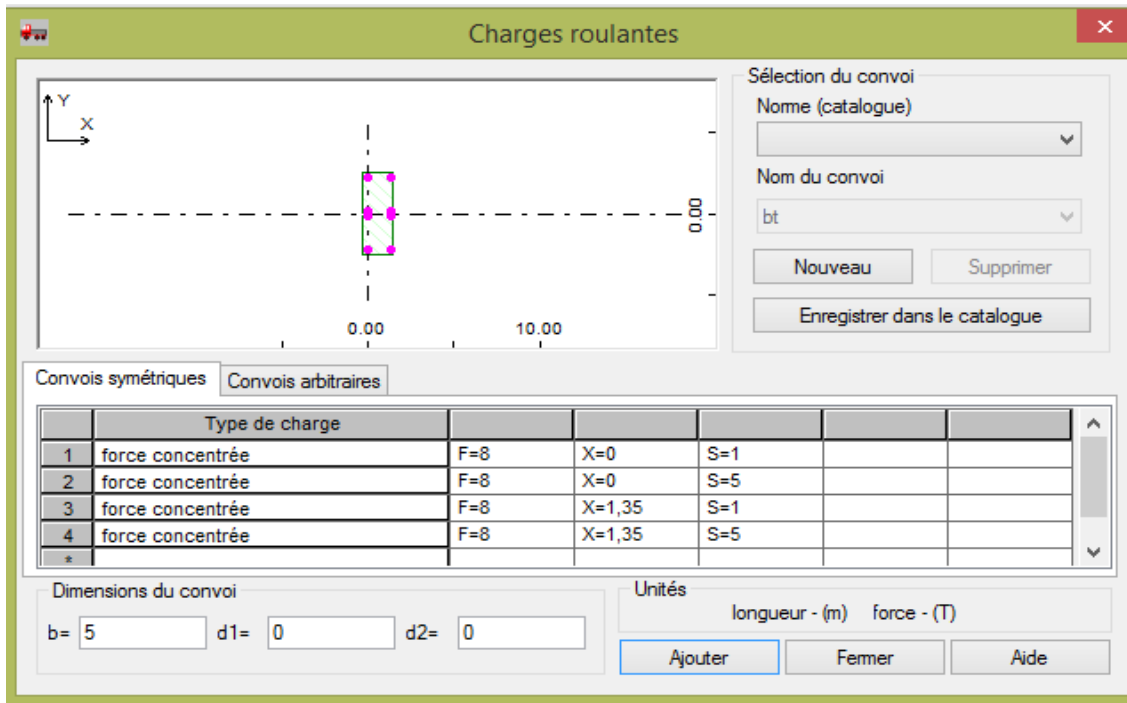 Charges roulantes
Y
X
0.00
0.00 10.00
Sélection du convoi
Norme (catalogue)
Nom du convoi
bt
Nouveau Supprimer
Enregistrer dans le catalogue
Convois symétriques Convois arbitraires
Type de charge
1 force concentrée F=8 X=0 S=1
2 force concentrée F=8 X=0 S=5
3 force concentrée F=8 X=1,35 S=1
4 force concentrée F=8 X=1,35 S=5
*
Dimensions du convoi
b= 5 d1= 0 d2= 0
Unités
longueur - (m) force - (T)
Ajouter Fermer Aide